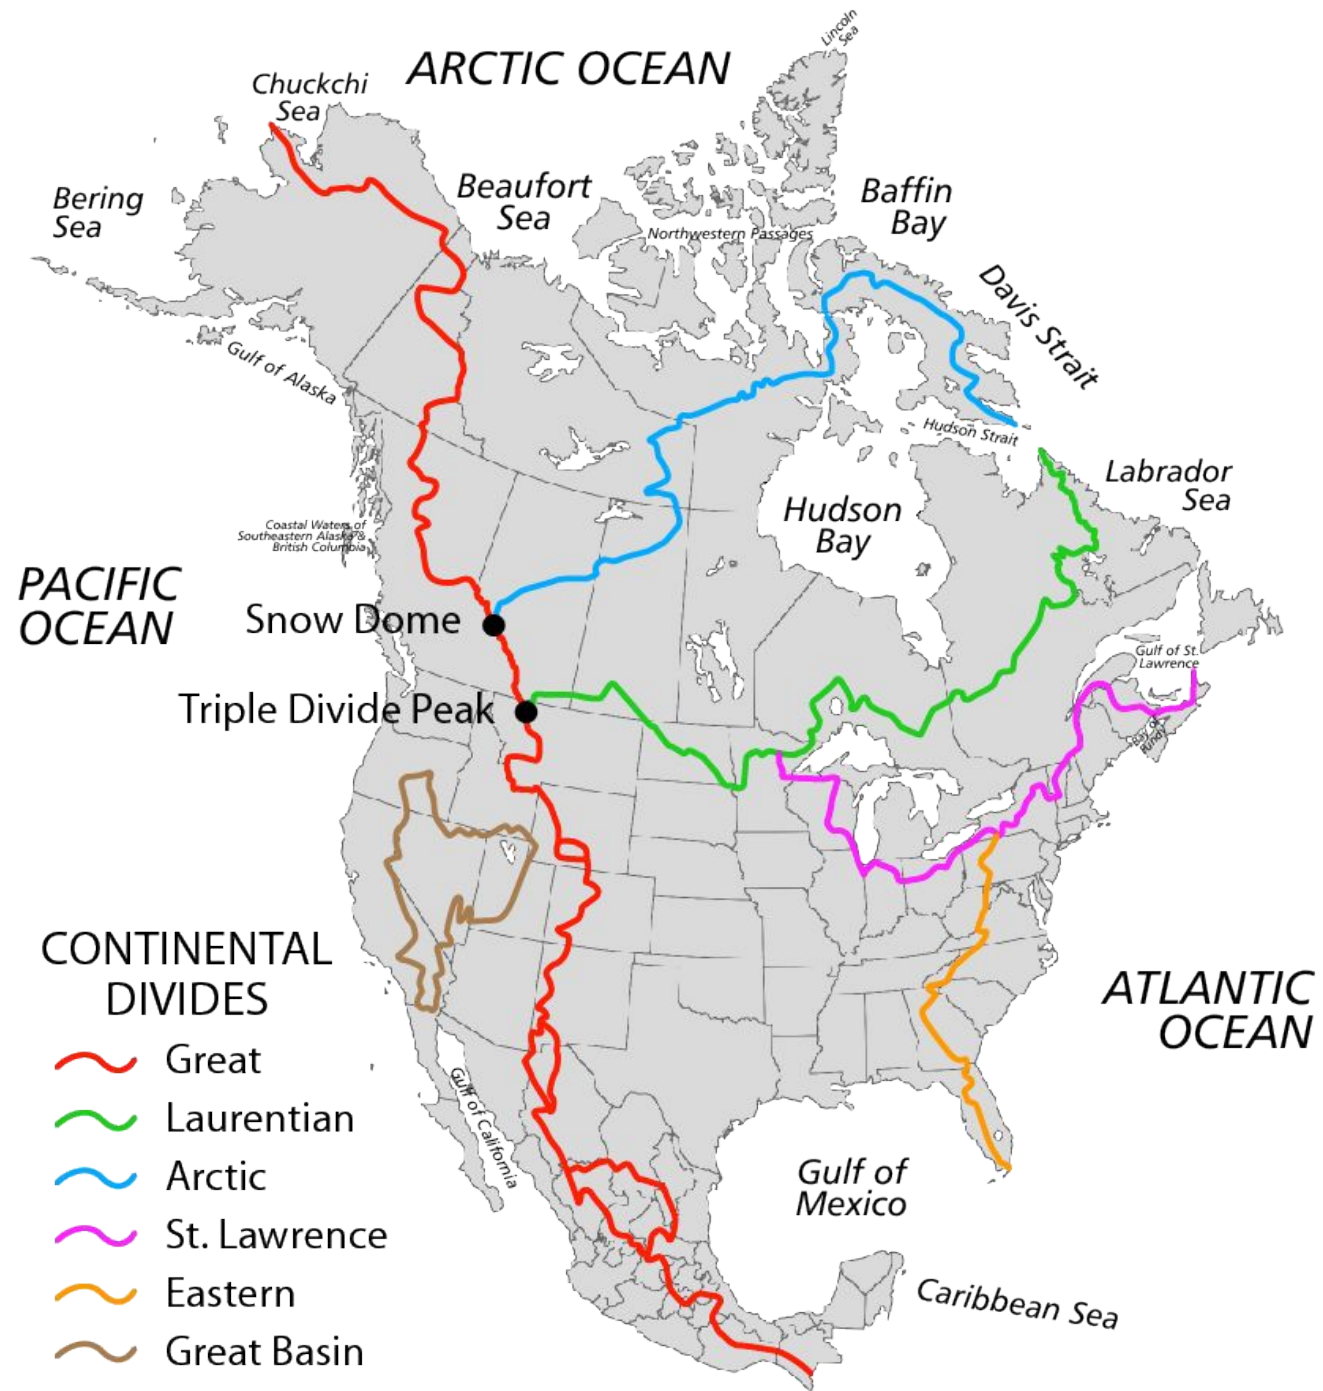 Lincoln
Sea
ARCTIC OCEAN
Chuckchi
Sea
Bering
Sea
Beaufort
Sea
Baffin
Bay
Northwestern Passages
Davis Strait
Gulf of Alaska
Hudson Strait
Labrador
Sea
Hudson
Bay
Coastal Waters of
Southeastern Alaska &
British Columbia
PACIFIC
OCEAN
Snow Dome
Gulf of St.
Lawrence
Triple Divide Peak
Bay of
Fundy
CONTINENTAL
DIVIDES
Great
Laurentian
Arctic
St. Lawrence
Eastern
Great Basin
ATLANTIC
OCEAN
Gulf of California
Gulf of
Mexico
Caribbean Sea